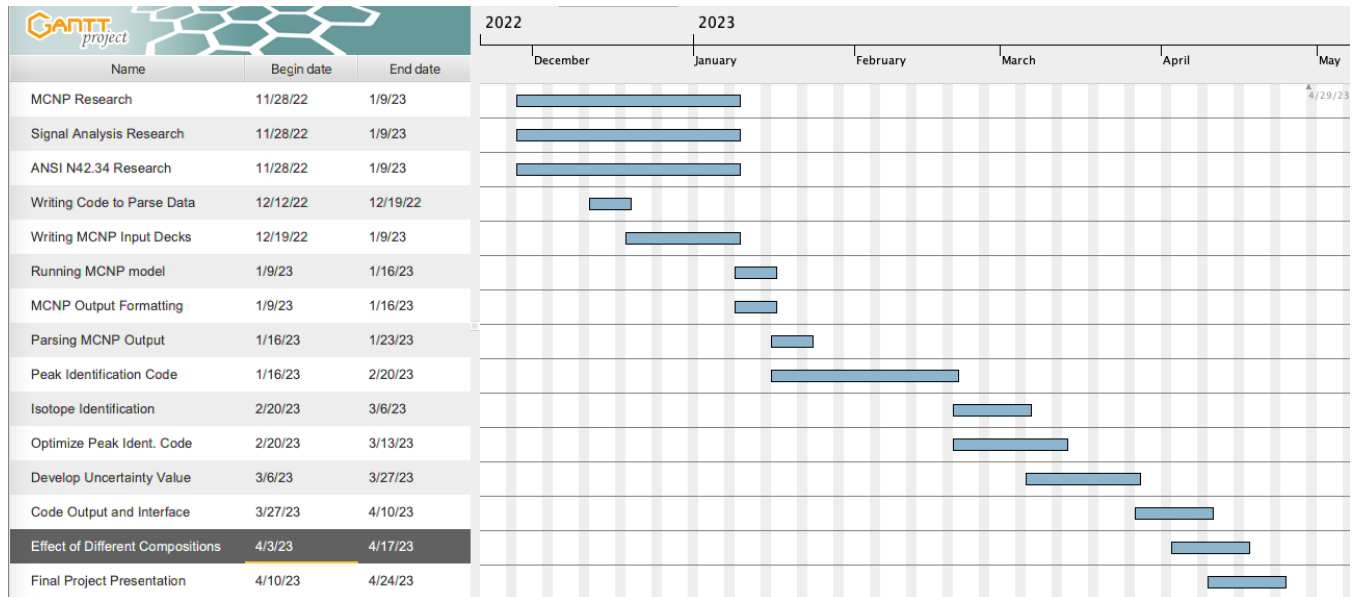 GANTT project
2022 2023
December January February March April May
Name Begin date End date
4/29/23
MCNP Research 11/28/22 1/9/23
Signal Analysis Research 11/28/22 1/9/23
ANSI N42.34 Research 11/28/22 1/9/23
Writing Code to Parse Data 12/12/22 12/19/22
Writing MCNP Input Decks 12/19/22 1/9/23
Running MCNP model 1/9/23 1/16/23
MCNP Output Formatting 1/9/23 1/16/23
Parsing MCNP Output 1/16/23 1/23/23
Peak Identification Code 1/16/23 2/20/23
Isotope Identification 2/20/23 3/6/23
Optimize Peak Ident. Code 2/20/23 3/13/23
Develop Uncertainty Value 3/6/23 3/27/23
Code Output and Interface 3/27/23 4/10/23
Effect of Different Compositions 4/3/23 4/17/23
Final Project Presentation 4/10/23 4/24/23